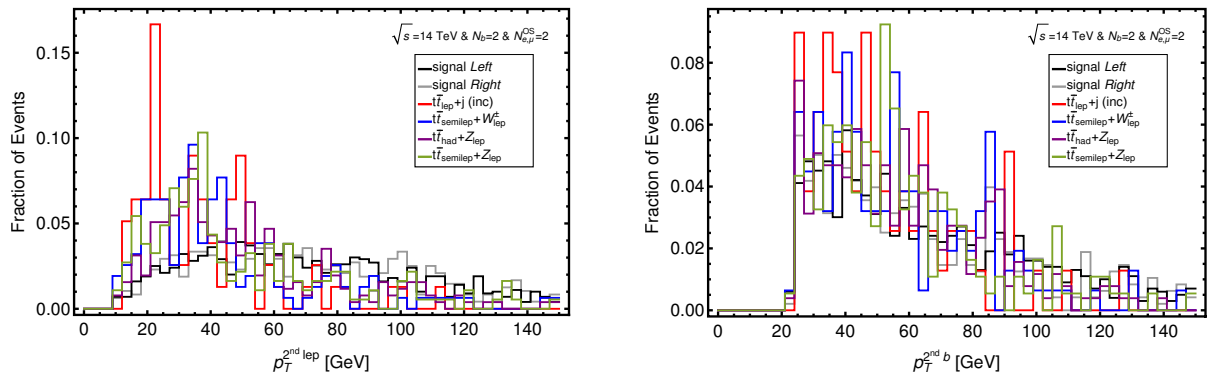 √s =14 TeV & N_b=2 & N^OS_e,μ=2
signal Left
signal Right
tt̄_lep+j (inc)
tt̄_semilep+W^±_lep
tt̄_had+Z_lep
tt̄_semilep+Z_lep
Fraction of Events
0.15
0.10
0.05
0.00
0 20 40 60 80 100 120 140
p_T^2nd lep [GeV]
√s =14 TeV & N_b=2 & N^OS_e,μ=2
signal Left
signal Right
tt̄_lep+j (inc)
tt̄_semilep+W^±_lep
tt̄_had+Z_lep
tt̄_semilep+Z_lep
Fraction of Events
0.08
0.06
0.04
0.02
0.00
0 20 40 60 80 100 120 140
p_T^2nd b [GeV]